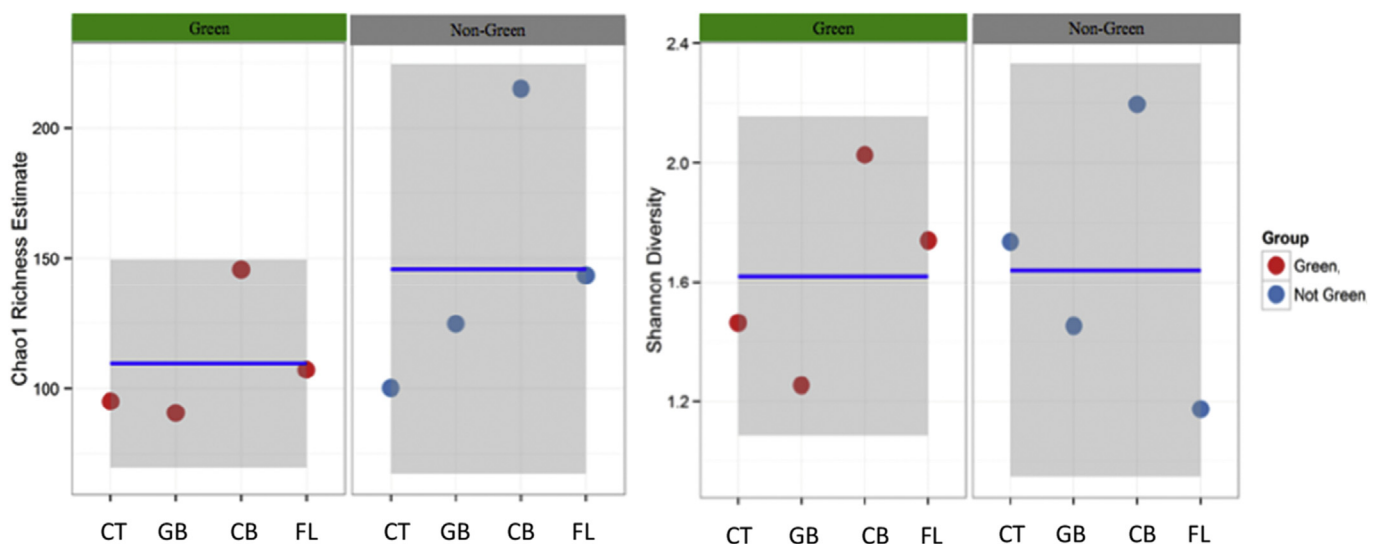 Green
Non-Green
Chao1 Richness Estimate
200
150
100
CT GB CB FL
CT GB CB FL
Green
Non-Green
Shannon Diversity
2.4
2.0
1.6
1.2
CT GB CB FL
CT GB CB FL
Group
Green,
Not Green